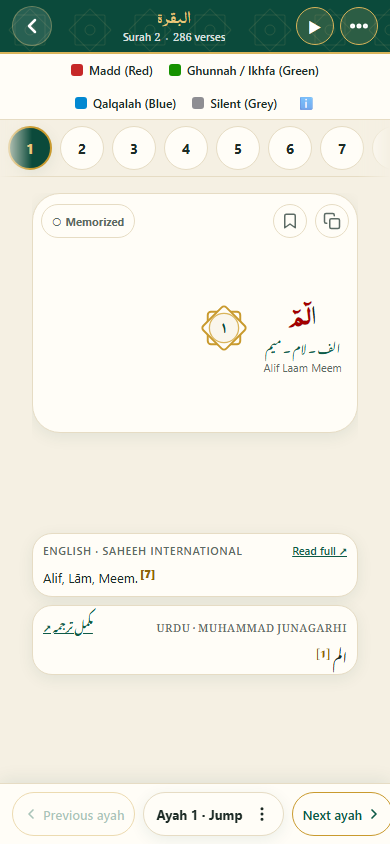 البقرة
Surah 2 · 286 verses
Madd (Red)
Ghunnah / Ikhfa (Green)
Qalqalah (Blue)
Silent (Grey)
ℹ️
1 2 3 4 5 6 7
Memorized
الٓمٓ ١
الف ۔ لام ۔ میم
Alif Laam Meem
ENGLISH · SAHEEH INTERNATIONAL
Read full ↗
Alif, Lām, Meem. [7]
URDU · MUHAMMAD JUNAGARHI
مکمل ترجمہ ↗
الم [1]
Previous ayah
Ayah 1 · Jump
Next ayah